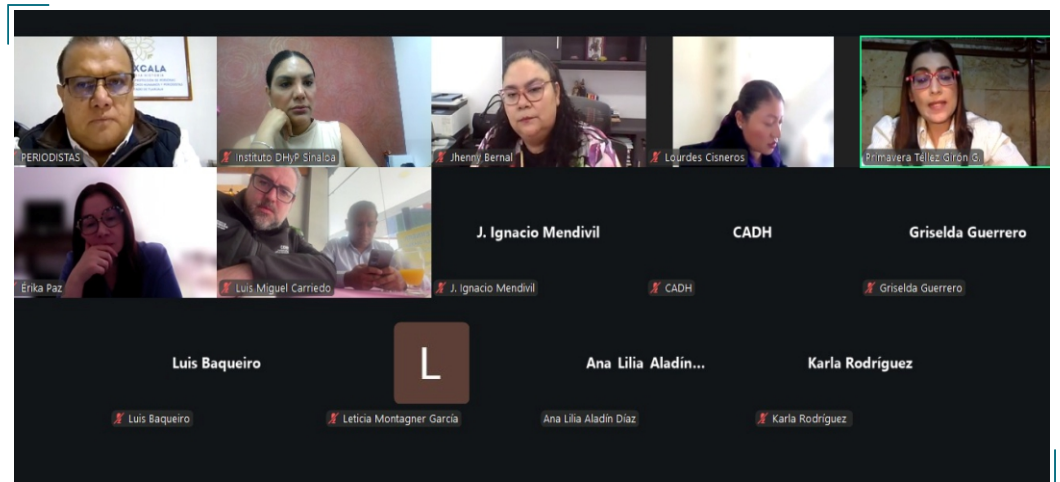 XCALA
PERIODISTAS
Instituto DHyP Sinaloa
Jhenny Bernal
Lourdes Cisneros
Primavera Téllez Girón G.
Erika Paz
Luis Miguel Carriedo
J. Ignacio Mendivil
J. Ignacio Mendivil
CADH
CADH
Griselda Guerrero
Griselda Guerrero
Luis Baqueiro
Luis Baqueiro
L
Leticia Montagner García
Ana Lilia Aladín...
Ana Lilia Aladín Díaz
Karla Rodríguez
Karla Rodríguez